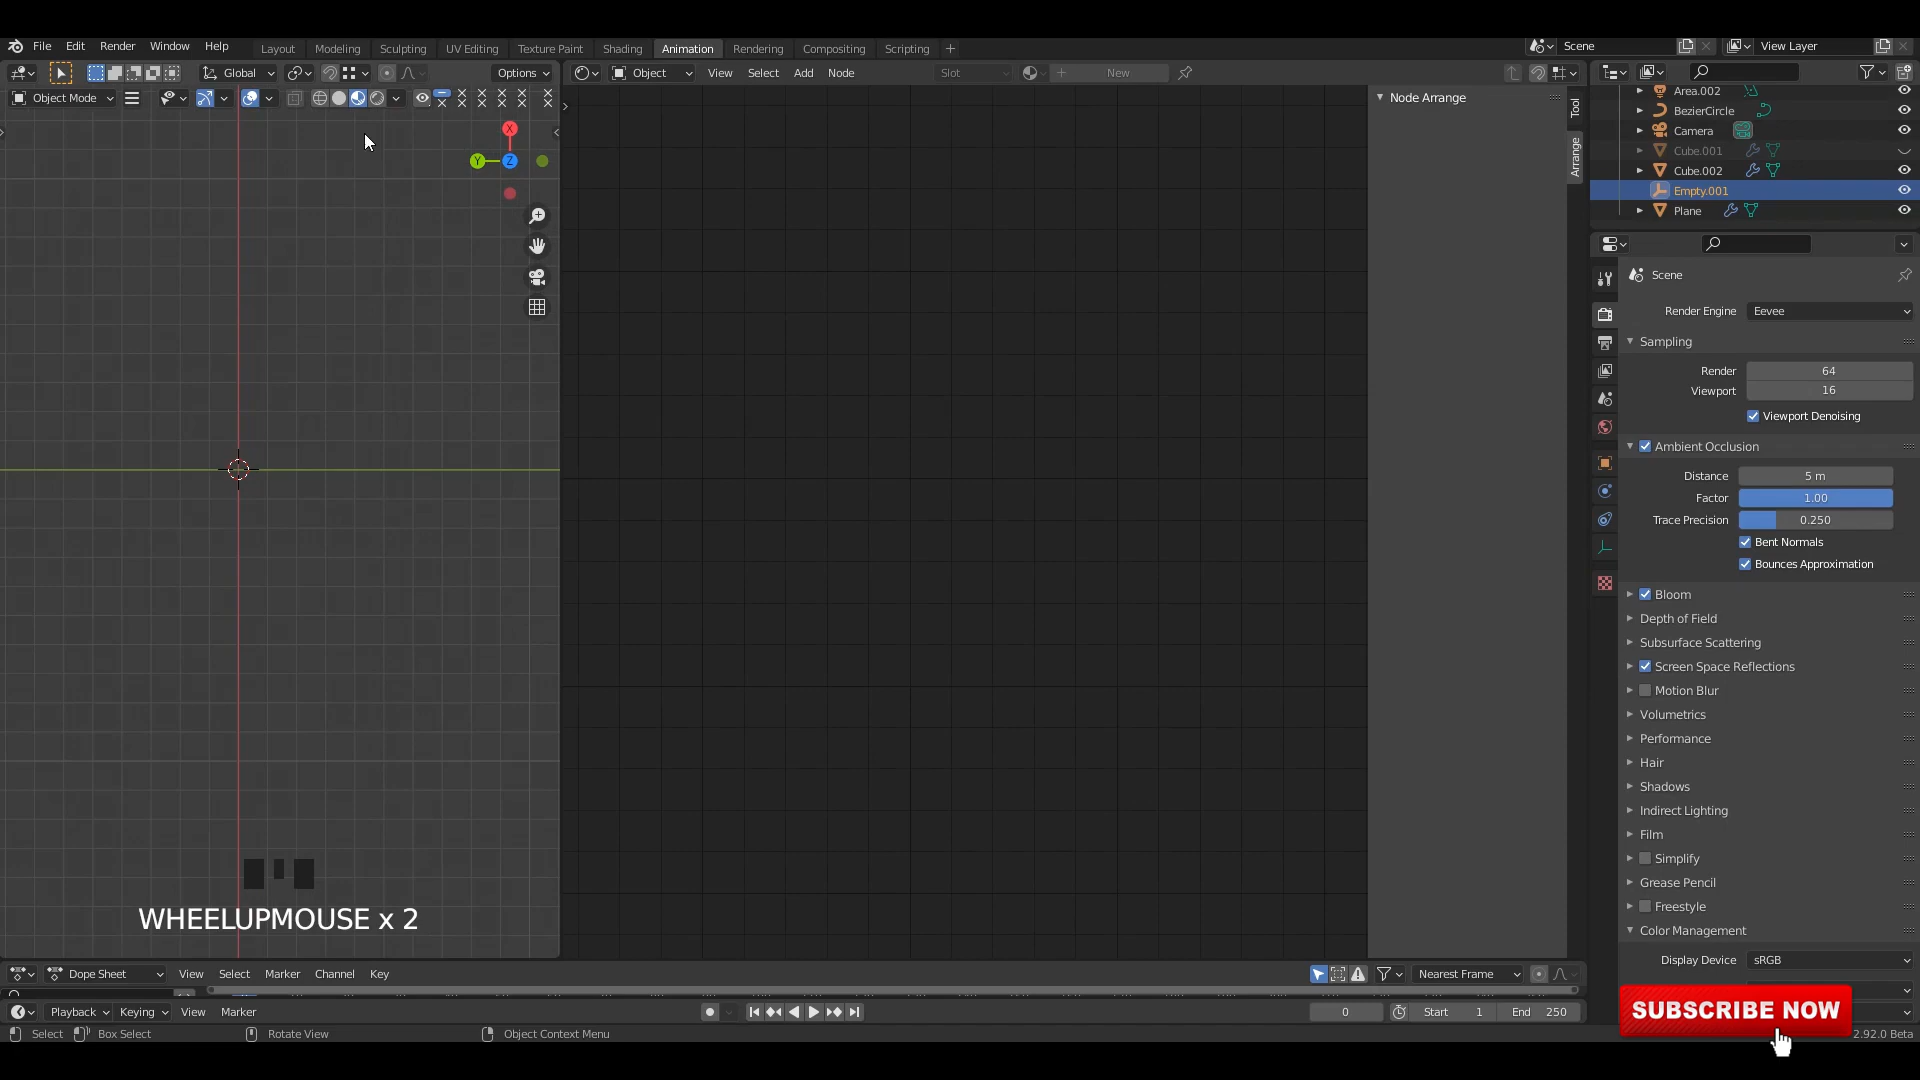 File Edit Render Window Help Layout Modeling Sculpting UV Editing Texture Paint Shading Animation Rendering Compositing Scripting + Scene View Layer
Global Options Object View Select Add Node Slot New
Object Mode
X
Y Z
Node Arrange
Tool
Arrange
Area.002
BezierCircle
Camera
Cube.001
Cube.002
Empty.001
Plane
Scene
Render Engine Eevee
Sampling
Render 64
Viewport 16
Viewport Denoising
Ambient Occlusion
Distance 5 m
Factor 1.00
Trace Precision 0.250
Bent Normals
Bounces Approximation
Bloom
Depth of Field
Subsurface Scattering
Screen Space Reflections
Motion Blur
Volumetrics
Performance
Hair
Shadows
Indirect Lighting
Film
Simplify
Grease Pencil
Freestyle
Color Management
Display Device sRGB
WHEELUPMOUSE x 2
Dope Sheet View Select Marker Channel Key Nearest Frame
Playback Keying View Marker 0 Start 1 End 250
SUBSCRIBE NOW
Select Box Select Rotate View Object Context Menu 2.92.0 Beta